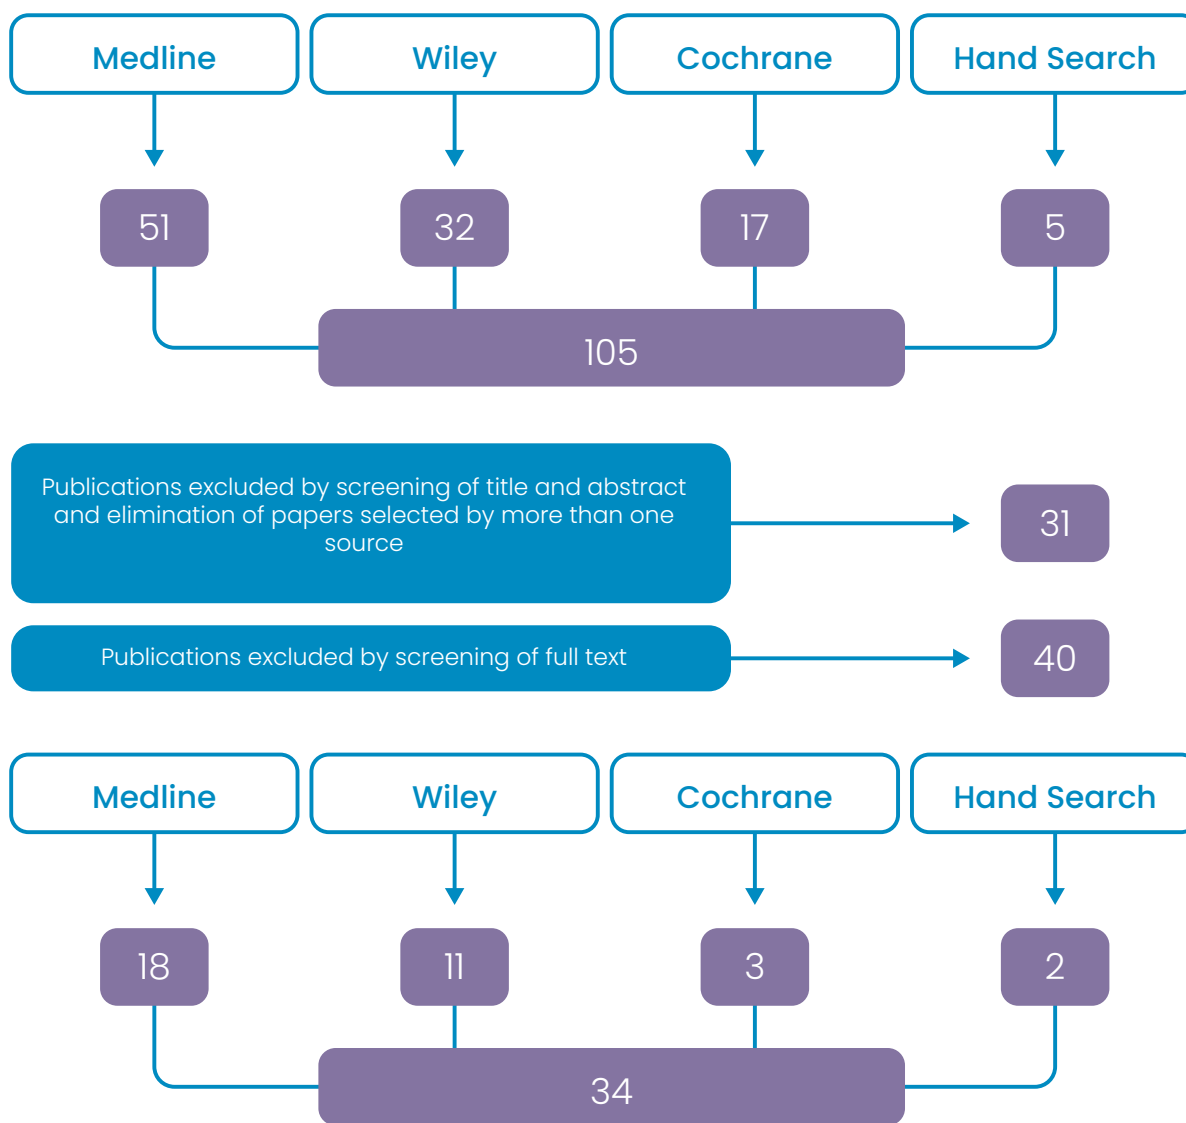 Medline
Wiley
Cochrane
Hand Search
51
32
17
5
105
Publications excluded by screening of title and abstract
and elimination of papers selected by more than one
source
31
Publications excluded by screening of full text
40
Medline
Wiley
Cochrane
Hand Search
18
11
3
2
34